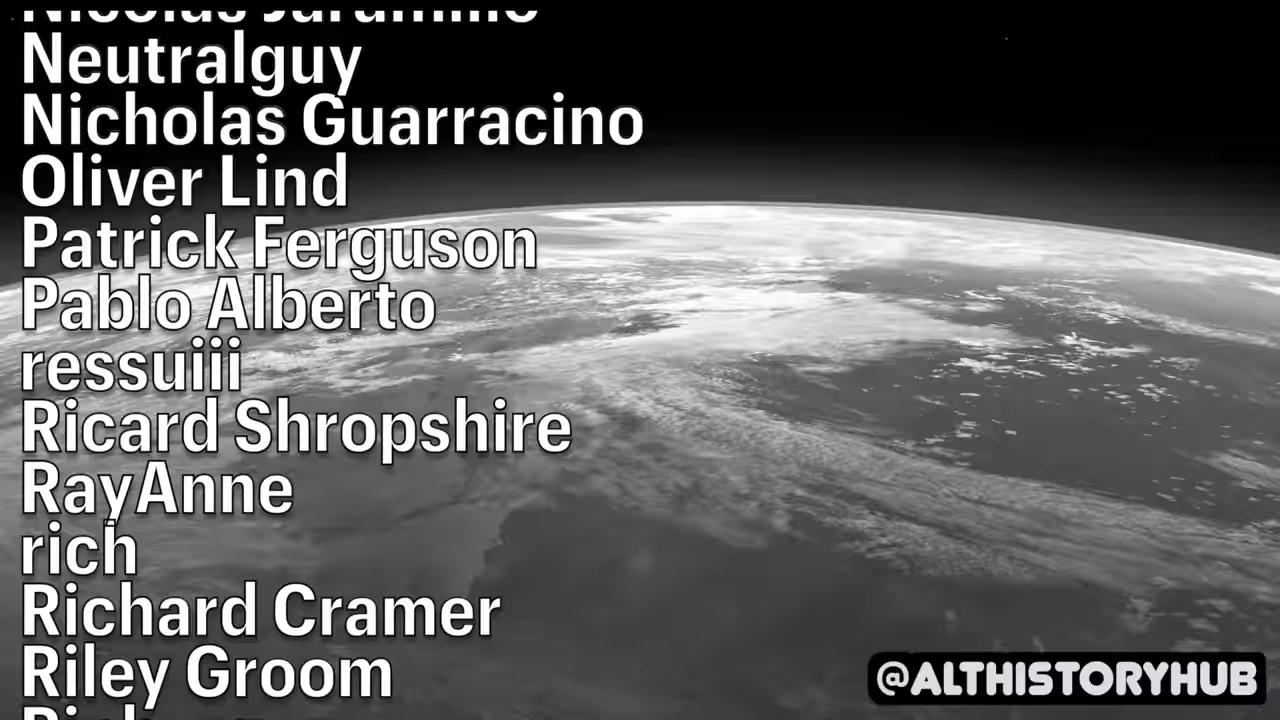 Neutralguy
Nicholas Guarracino
Oliver Lind
Patrick Ferguson
Pablo Alberto
ressuiii
Ricard Shropshire
RayAnne
rich
Richard Cramer
Riley Groom
@ALTHISTORYHUB